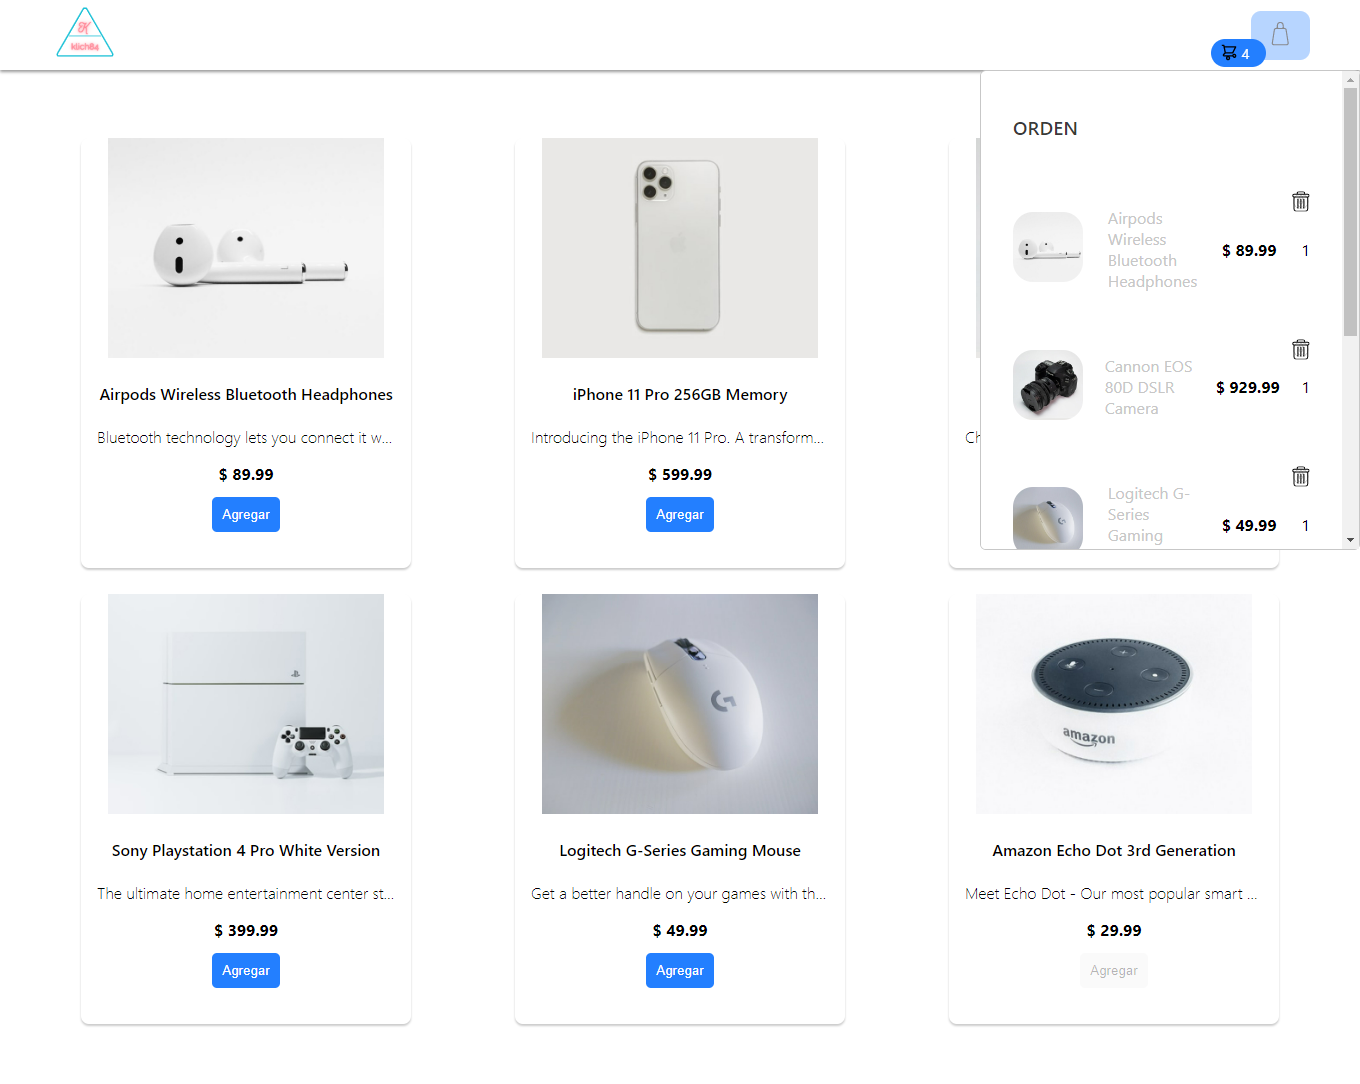 K
klich84
4
ORDEN
Airpods
Wireless
Bluetooth
Headphones
$ 89.99
1
Cannon EOS
80D DSLR
Camera
$ 929.99
1
Logitech G-
Series
Gaming
$ 49.99
1
Airpods Wireless Bluetooth Headphones
Bluetooth technology lets you connect it w...
$ 89.99
Agregar
iPhone 11 Pro 256GB Memory
Introducing the iPhone 11 Pro. A transform...
$ 599.99
Agregar
Sony Playstation 4 Pro White Version
The ultimate home entertainment center st...
$ 399.99
Agregar
Logitech G-Series Gaming Mouse
Get a better handle on your games with th...
$ 49.99
Agregar
amazon
Amazon Echo Dot 3rd Generation
Meet Echo Dot - Our most popular smart ...
$ 29.99
Agregar